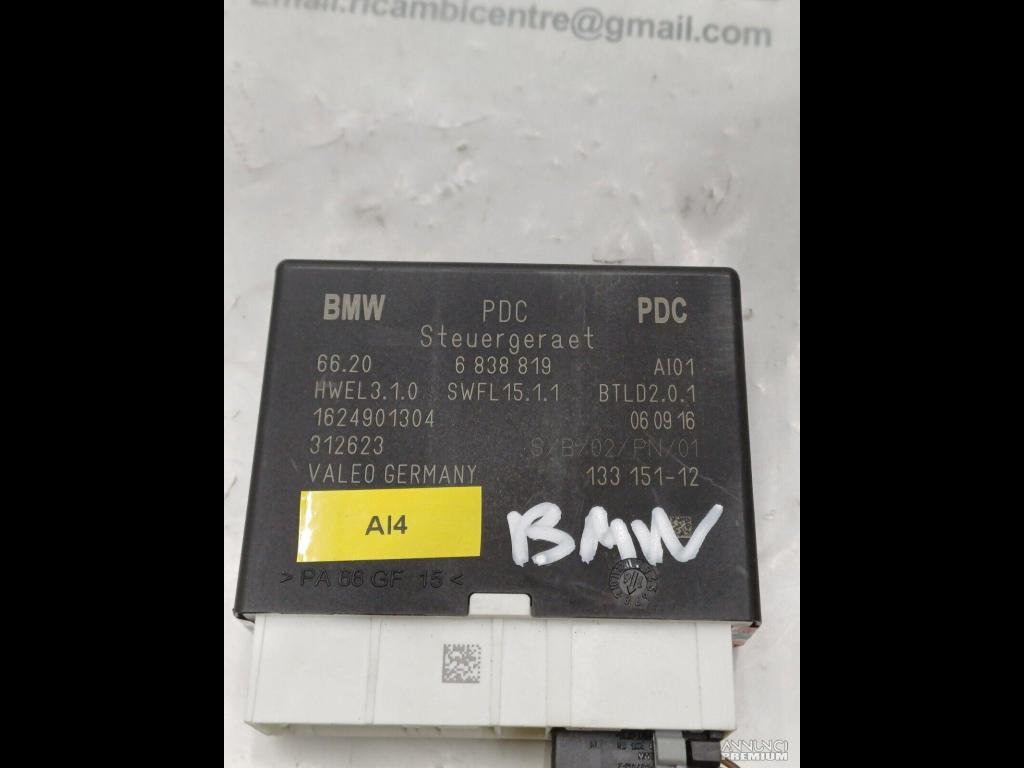 Email:ricambicentre@gmail.com
BMW PDC PDC
Steuergeraet
66.20 6 838 819 AI01
HWEL3.1.0 SWFL15.1.1 BTLD2.0.1
1624901304 06 09 16
312623 S/B/02/PN/01
VALEO GERMANY 133 151-12
AI4
BMW
>PA 66 GF 15<
ANNUNCI
PREMIUM